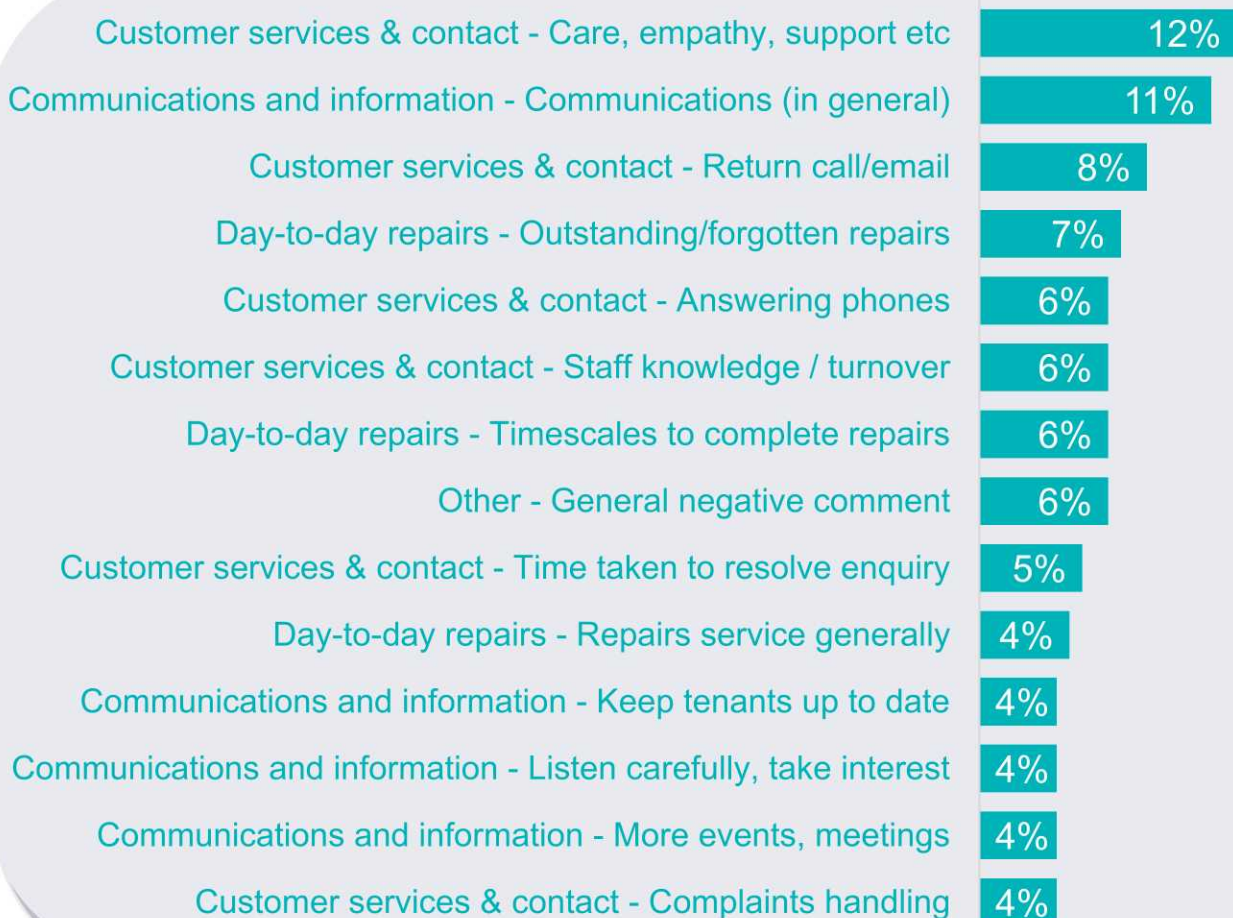 Customer services & contact - Care, empathy, support etc 12%
Communications and information - Communications (in general) 11%
Customer services & contact - Return call/email 8%
Day-to-day repairs - Outstanding/forgotten repairs 7%
Customer services & contact - Answering phones 6%
Customer services & contact - Staff knowledge / turnover 6%
Day-to-day repairs - Timescales to complete repairs 6%
Other - General negative comment 6%
Customer services & contact - Time taken to resolve enquiry 5%
Day-to-day repairs - Repairs service generally 4%
Communications and information - Keep tenants up to date 4%
Communications and information - Listen carefully, take interest 4%
Communications and information - More events, meetings 4%
Customer services & contact - Complaints handling 4%